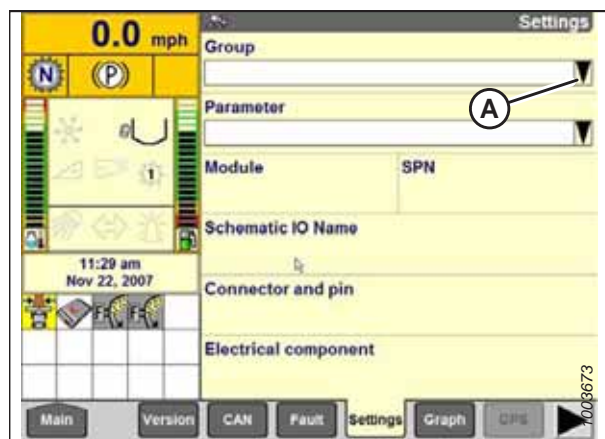 0.0 mph
N
(P)
1
11:29 am
Nov 22, 2007
F
F
Settings
Group
A
Parameter
Module
SPN
Schematic IO Name
Connector and pin
Electrical component
Main
Version
CAN
Fault
Settings
Graph
GPS
1003673